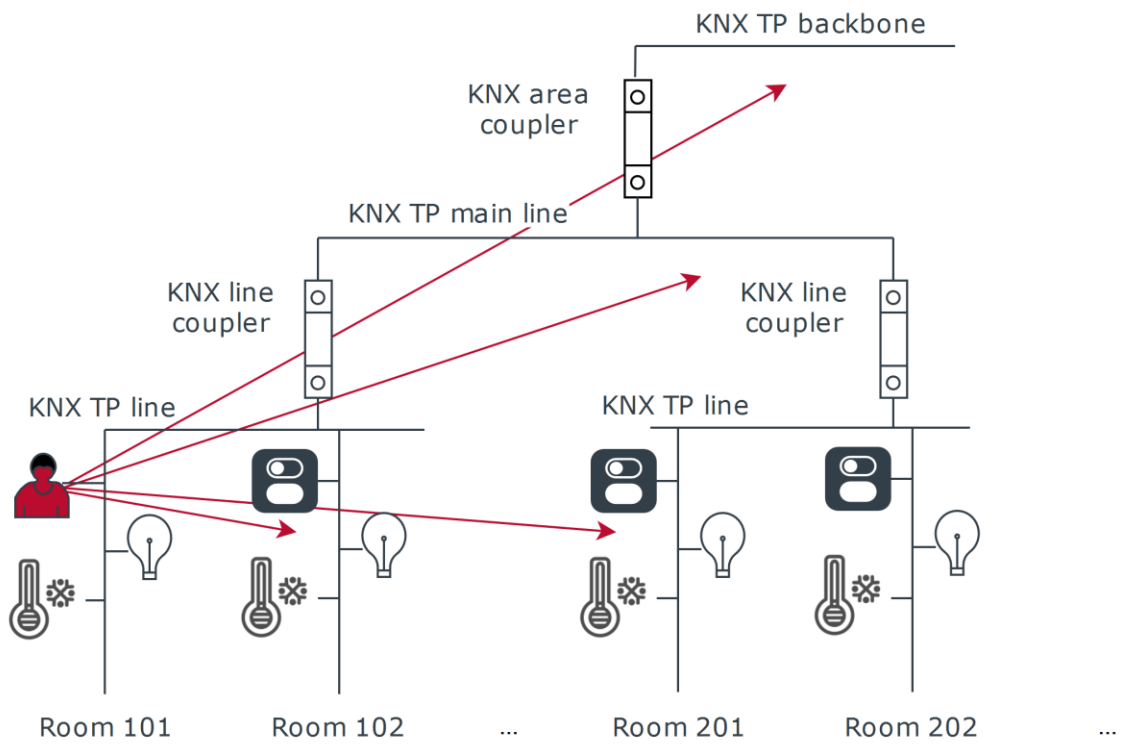 KNX TP backbone
KNX area
coupler
KNX TP main line
KNX line
coupler
KNX line
coupler
KNX TP line
KNX TP line
Room 101
Room 102
...
Room 201
Room 202
...